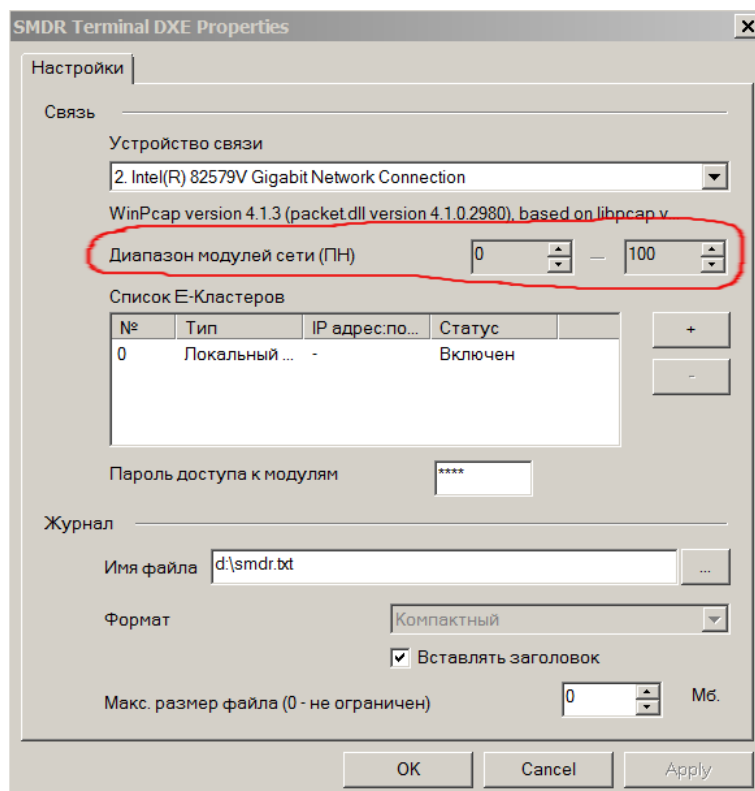 SMDR Terminal DXE Properties
Настройки
Связь
Устройство связи
2. Intel(R) 82579V Gigabit Network Connection
WinPcap version 4.1.3 (packet.dll version 4.1.0.2980), based on libpcap v
Диапазон модулей сети (ПН) 0 — 100
Список Е-Кластеров
№ Тип IP адрес:по... Статус
0 Локальный ... - Включен
+
-
Пароль доступа к модулям ****
Журнал
Имя файла d:\smdr.txt ...
Формат Компактный
Вставлять заголовок
Макс. размер файла (0 - не ограничен) 0 Мб.
OK Cancel Apply